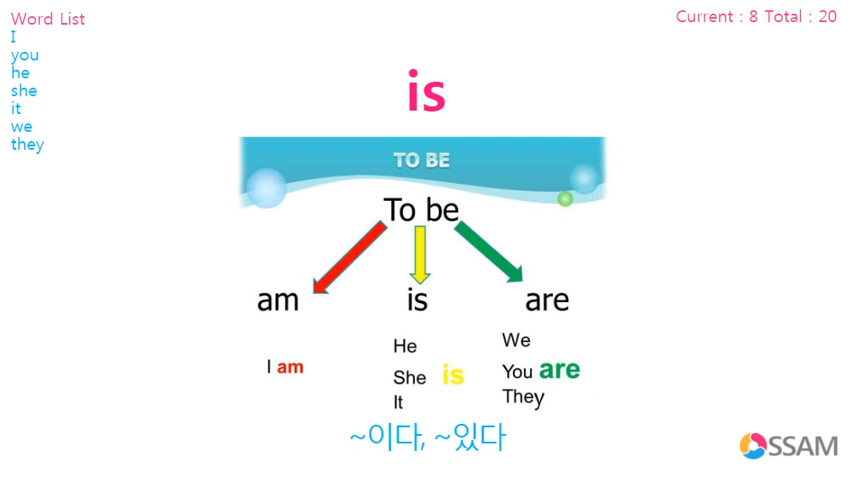 Word List
I
you
he
she
it
we
they
Current : 8 Total : 20
is
TO BE
To be
am
is
are
I am
He
She is
It
We
You are
They
~이다, ~있다
SSAM